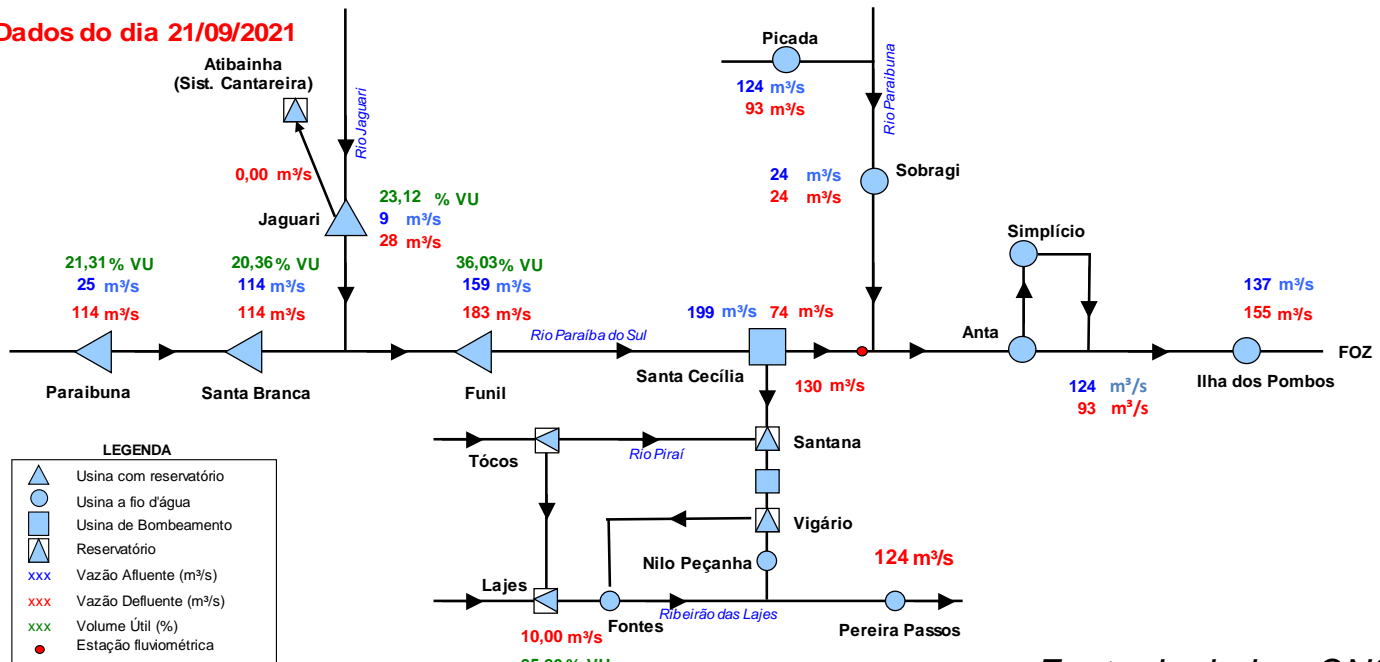 Dados do dia 21/09/2021
Atibainha
(Sist. Cantareira)
Rio Jaguari
0,00 m³/s
Jaguari
23,12 % VU
9 m³/s
28 m³/s
Picada
124 m³/s
93 m³/s
Rio Paraibuna
24 m³/s
24 m³/s
Sobragi
21,31 % VU
25 m³/s
114 m³/s
Paraibuna
20,36 % VU
114 m³/s
114 m³/s
Santa Branca
36,03 % VU
159 m³/s
183 m³/s
Funil
Rio Paraíba do Sul
199 m³/s 74 m³/s
Santa Cecília
130 m³/s
Simplício
Anta
124 m³/s
93 m³/s
137 m³/s
155 m³/s
Ilha dos Pombos
FOZ
Tócos
Rio Piraí
Santana
Vigário
Nilo Peçanha
124 m³/s
Lajes
Fontes
Ribeirão das Lajes
Pereira Passos
10,00 m³/s
LEGENDA
Usina com reservatório
Usina a fio d'água
Usina de Bombeamento
Reservatório
xxx Vazão Afluente (m³/s)
xxx Vazão Defluente (m³/s)
xxx Volume Útil (%)
Estação fluviométrica